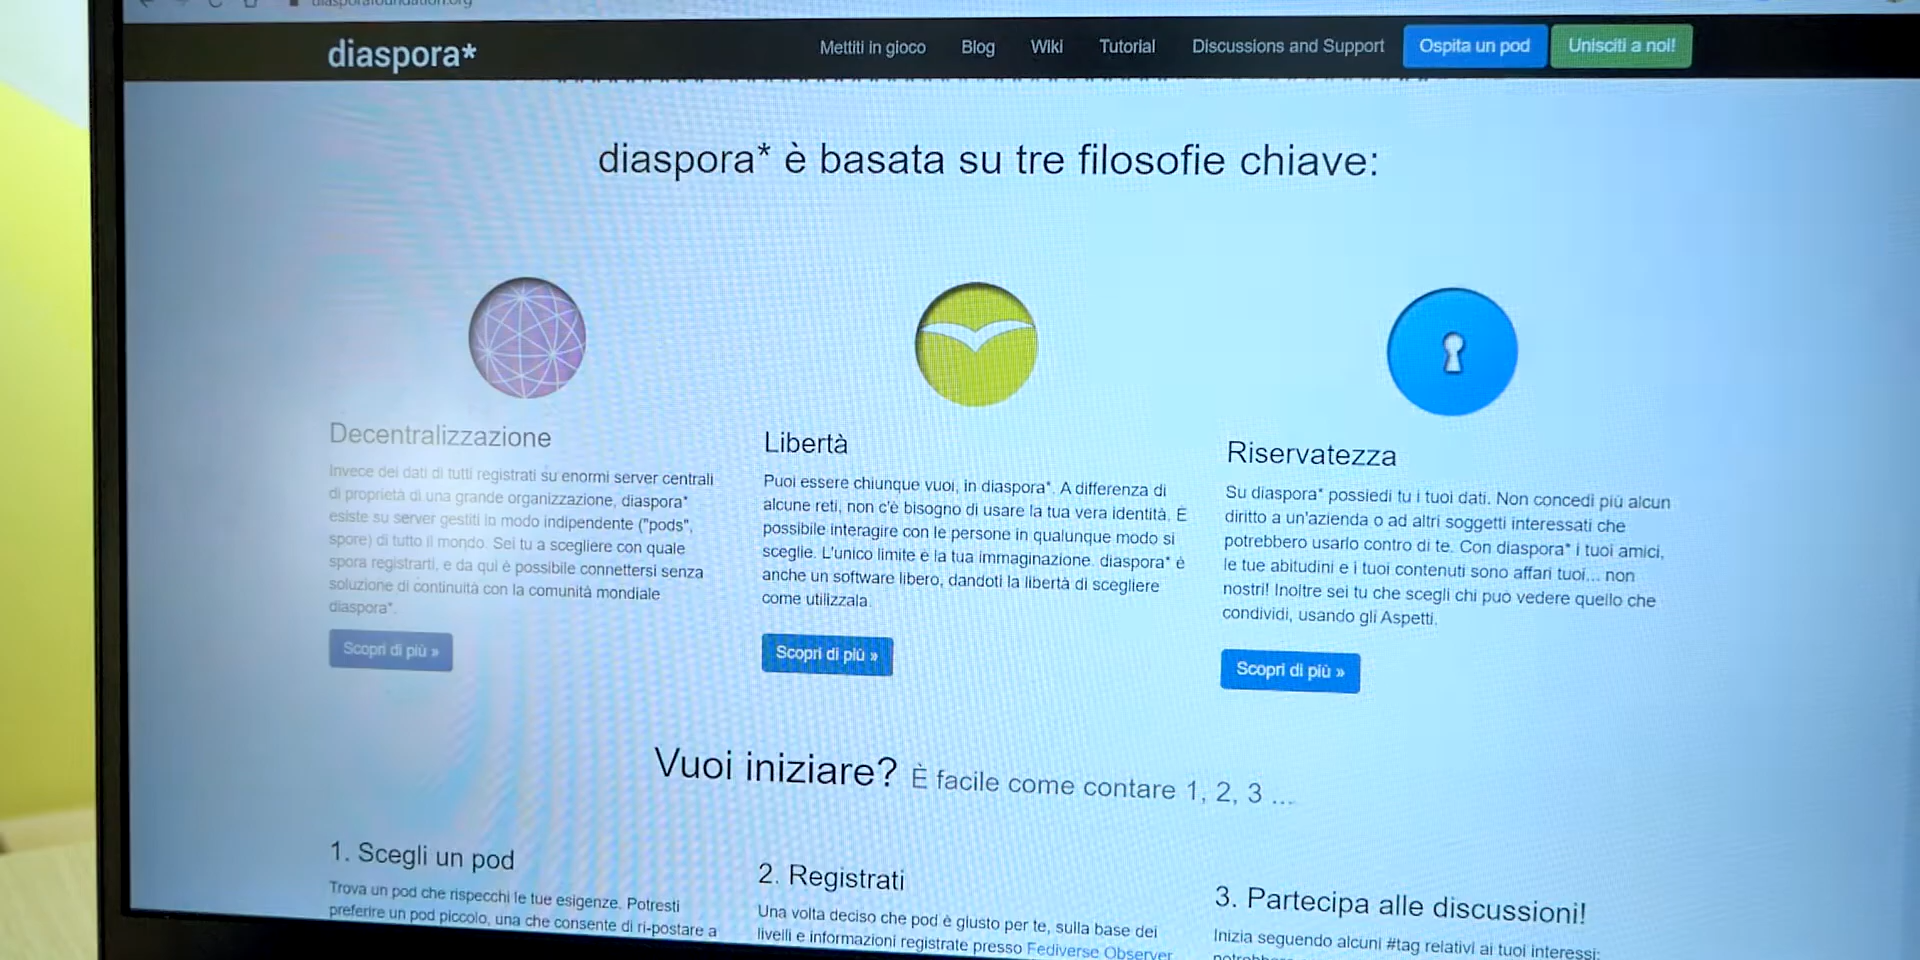 diasporafoundation.org
diaspora*
Mettiti in gioco
Blog
Wiki
Tutorial
Discussions and Support
Ospita un pod
Unisciti a noi!
diaspora* è basata su tre filosofie chiave:
Decentralizzazione
Invece dei dati di tutti registrati su enormi server centrali
di proprietà di una grande organizzazione, diaspora*
esiste su server gestiti in modo indipendente ("pods",
spore) di tutto il mondo. Sei tu a scegliere con quale
spora registrarti, e da qui è possibile connettersi senza
soluzione di continuità con la comunità mondiale
diaspora*.
Scopri di più »
Libertà
Puoi essere chiunque vuoi, in diaspora*. A differenza di
alcune reti, non c'è bisogno di usare la tua vera identità. È
possibile interagire con le persone in qualunque modo si
sceglie. L'unico limite è la tua immaginazione. diaspora* è
anche un software libero, dandoti la libertà di scegliere
come utilizzala.
Scopri di più »
Riservatezza
Su diaspora* possiedi tu i tuoi dati. Non concedi più alcun
diritto a un'azienda o ad altri soggetti interessati che
potrebbero usarlo contro di te. Con diaspora* i tuoi amici,
le tue abitudini e i tuoi contenuti sono affari tuoi... non
nostri! Inoltre sei tu che scegli chi può vedere quello che
condividi, usando gli Aspetti.
Scopri di più »
Vuoi iniziare? È facile come contare 1, 2, 3 ...
1. Scegli un pod
Trova un pod che rispecchi le tue esigenze. Potresti
preferire un pod piccolo, una che consente di ri-postare a
2. Registrati
Una volta deciso che pod è giusto per te, sulla base dei
livelli e informazioni registrate presso Fediverse Observer
3. Partecipa alle discussioni!
Inizia seguendo alcuni #tag relativi ai tuoi interessi: